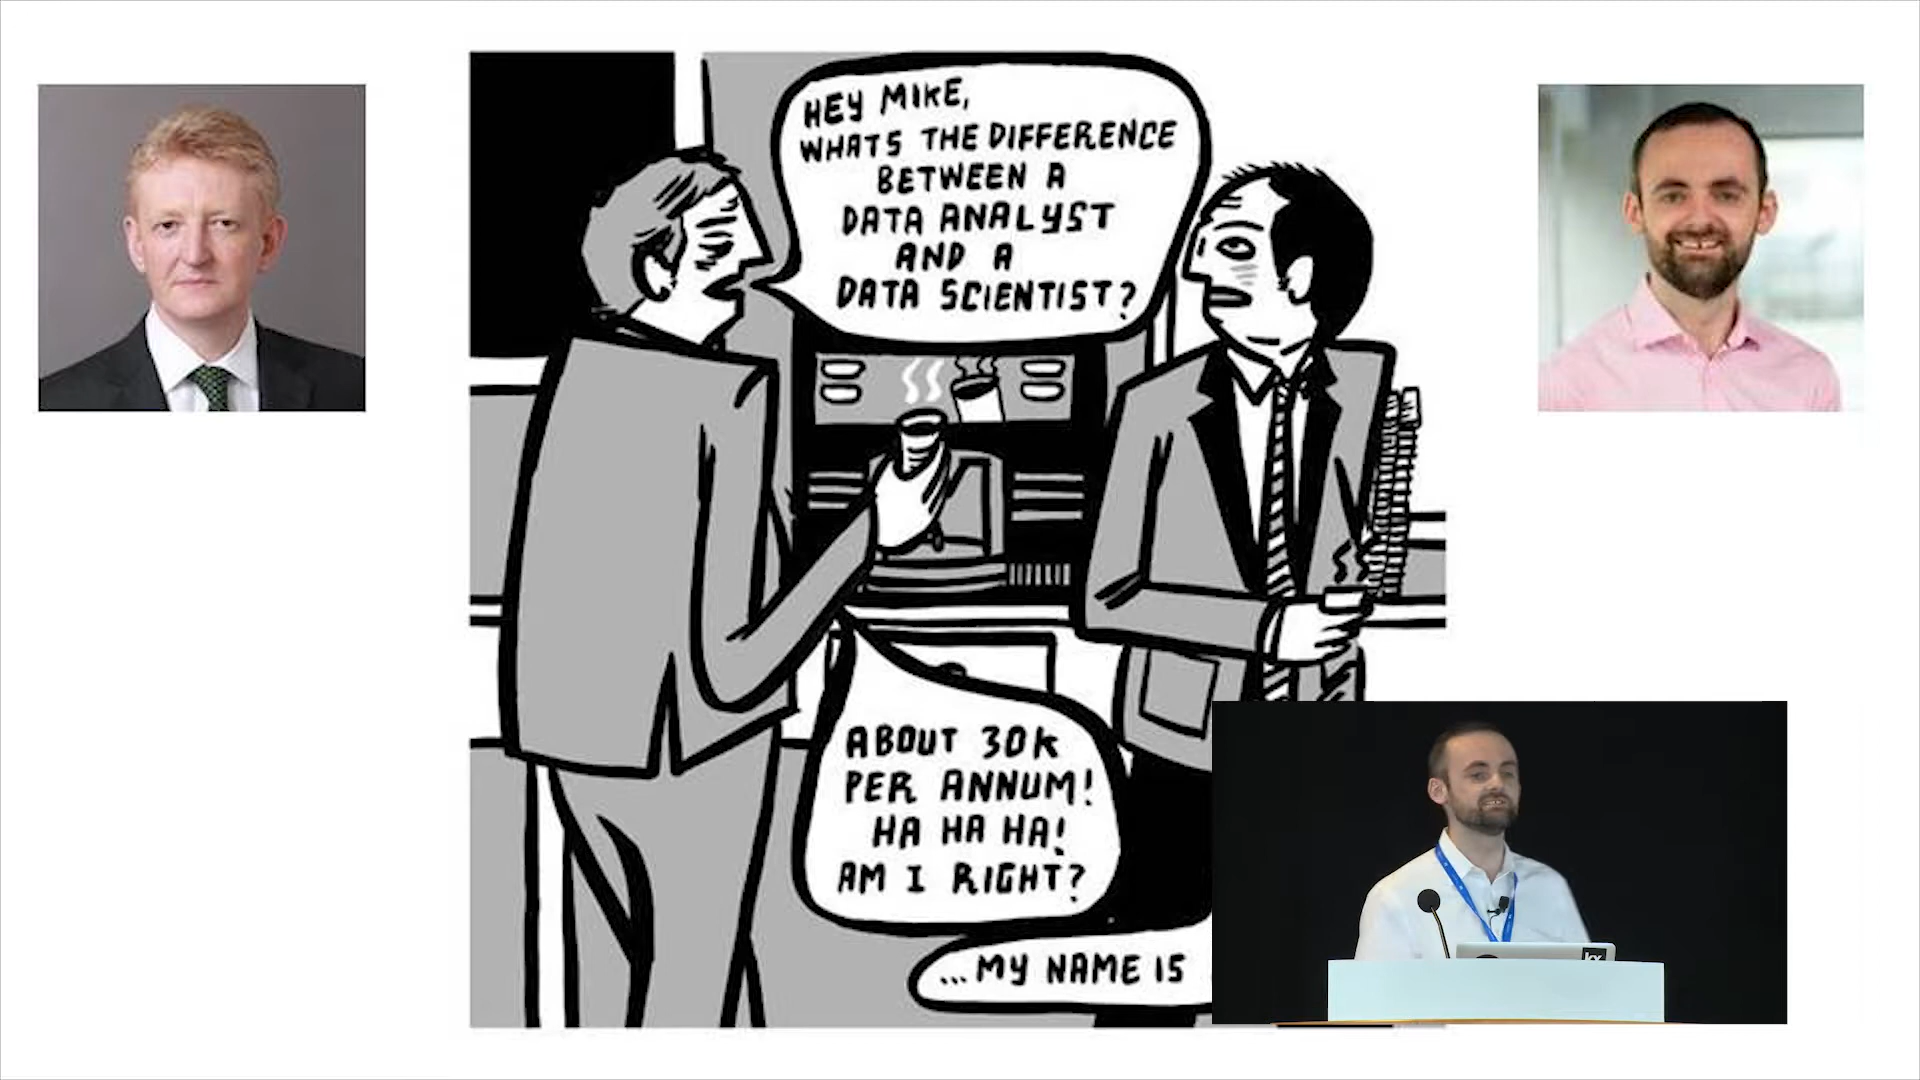 HEY MIKE,
WHATS THE DIFFERENCE
BETWEEN A
DATA ANALYST
AND A
DATA SCIENTIST?
ABOUT 30K
PER ANNUM!
HA HA HA!
AM I RIGHT?
...MY NAME IS
kx